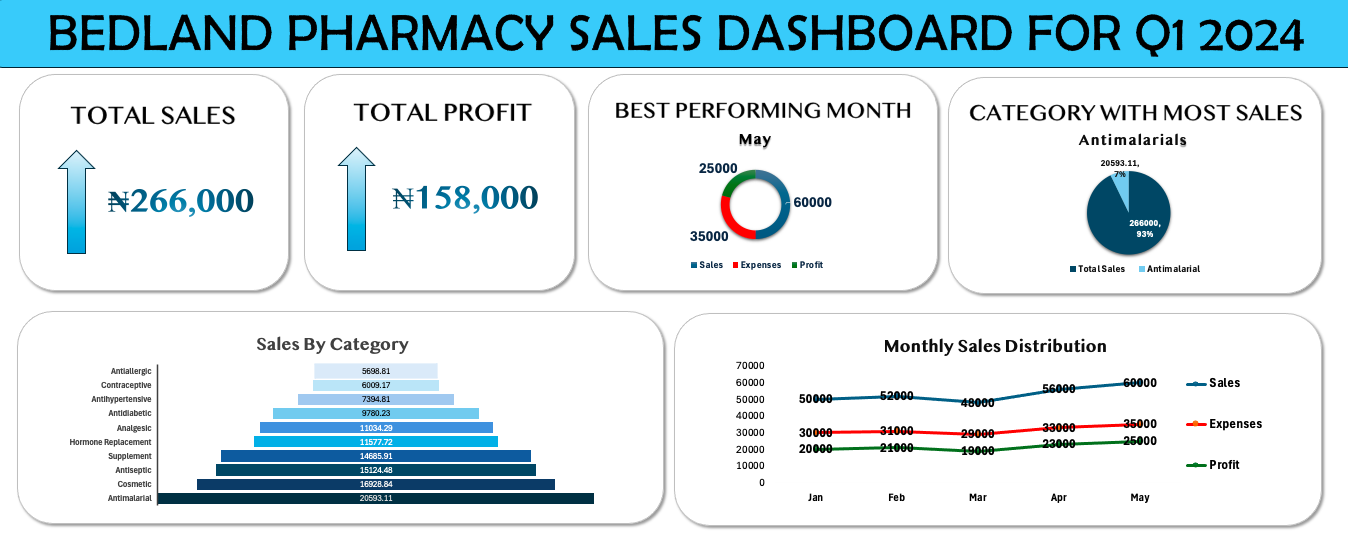 BEDLAND PHARMACY SALES DASHBOARD FOR Q1 2024
TOTAL SALES
₦266,000
TOTAL PROFIT
₦158,000
BEST PERFORMING MONTH
May
25000
60000
35000
Sales Expenses Profit
CATEGORY WITH MOST SALES
Antimalarials
20593.11,
7%
266000,
93%
Total Sales Antimalarial
Sales By Category
Antiallergic 5698.81
Contraceptive 6009.17
Antihypertensive 7394.81
Antidiabetic 9780.23
Analgesic 11034.29
Hormone Replacement 11577.72
Supplement 14685.91
Antiseptic 15124.48
Cosmetic 16928.84
Antimalarial 20593.11
Monthly Sales Distribution
70000
60000
50000
40000
30000
20000
10000
0
50000 52000 48000 56000 60000
30000 31000 29000 33000 35000
20000 21000 19000 23000 25000
Jan Feb Mar Apr May
Sales
Expenses
Profit